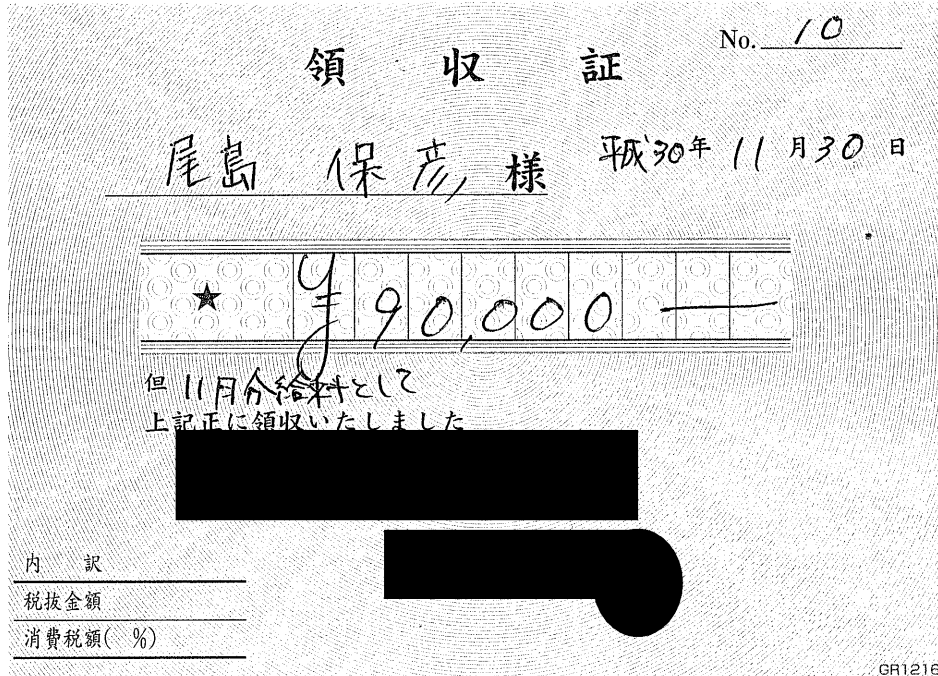 No. 10
領収証
尾島 保彦 様
平成30年 11月30日
★ ¥90,000―
但 11月分給料として
上記正に領収いたしました
内 訳
税抜金額
消費税額( %)
GR1216